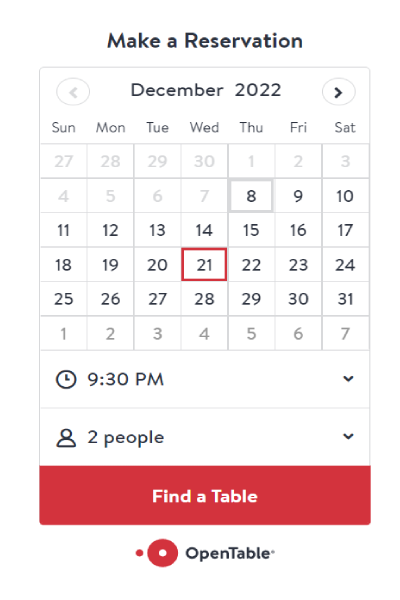 Make a Reservation
December 2022
Sun Mon Tue Wed Thu Fri Sat
27 28 29 30 1 2 3
4 5 6 7 8 9 10
11 12 13 14 15 16 17
18 19 20 21 22 23 24
25 26 27 28 29 30 31
1 2 3 4 5 6 7
9:30 PM
2 people
Find a Table
OpenTable®